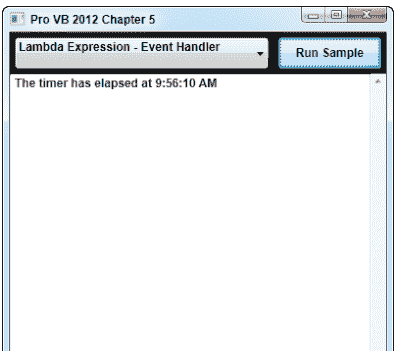 Pro VB 2012 Chapter 5
Lambda Expression - Event Handler
Run Sample
The timer has elapsed at 9:56:10 AM